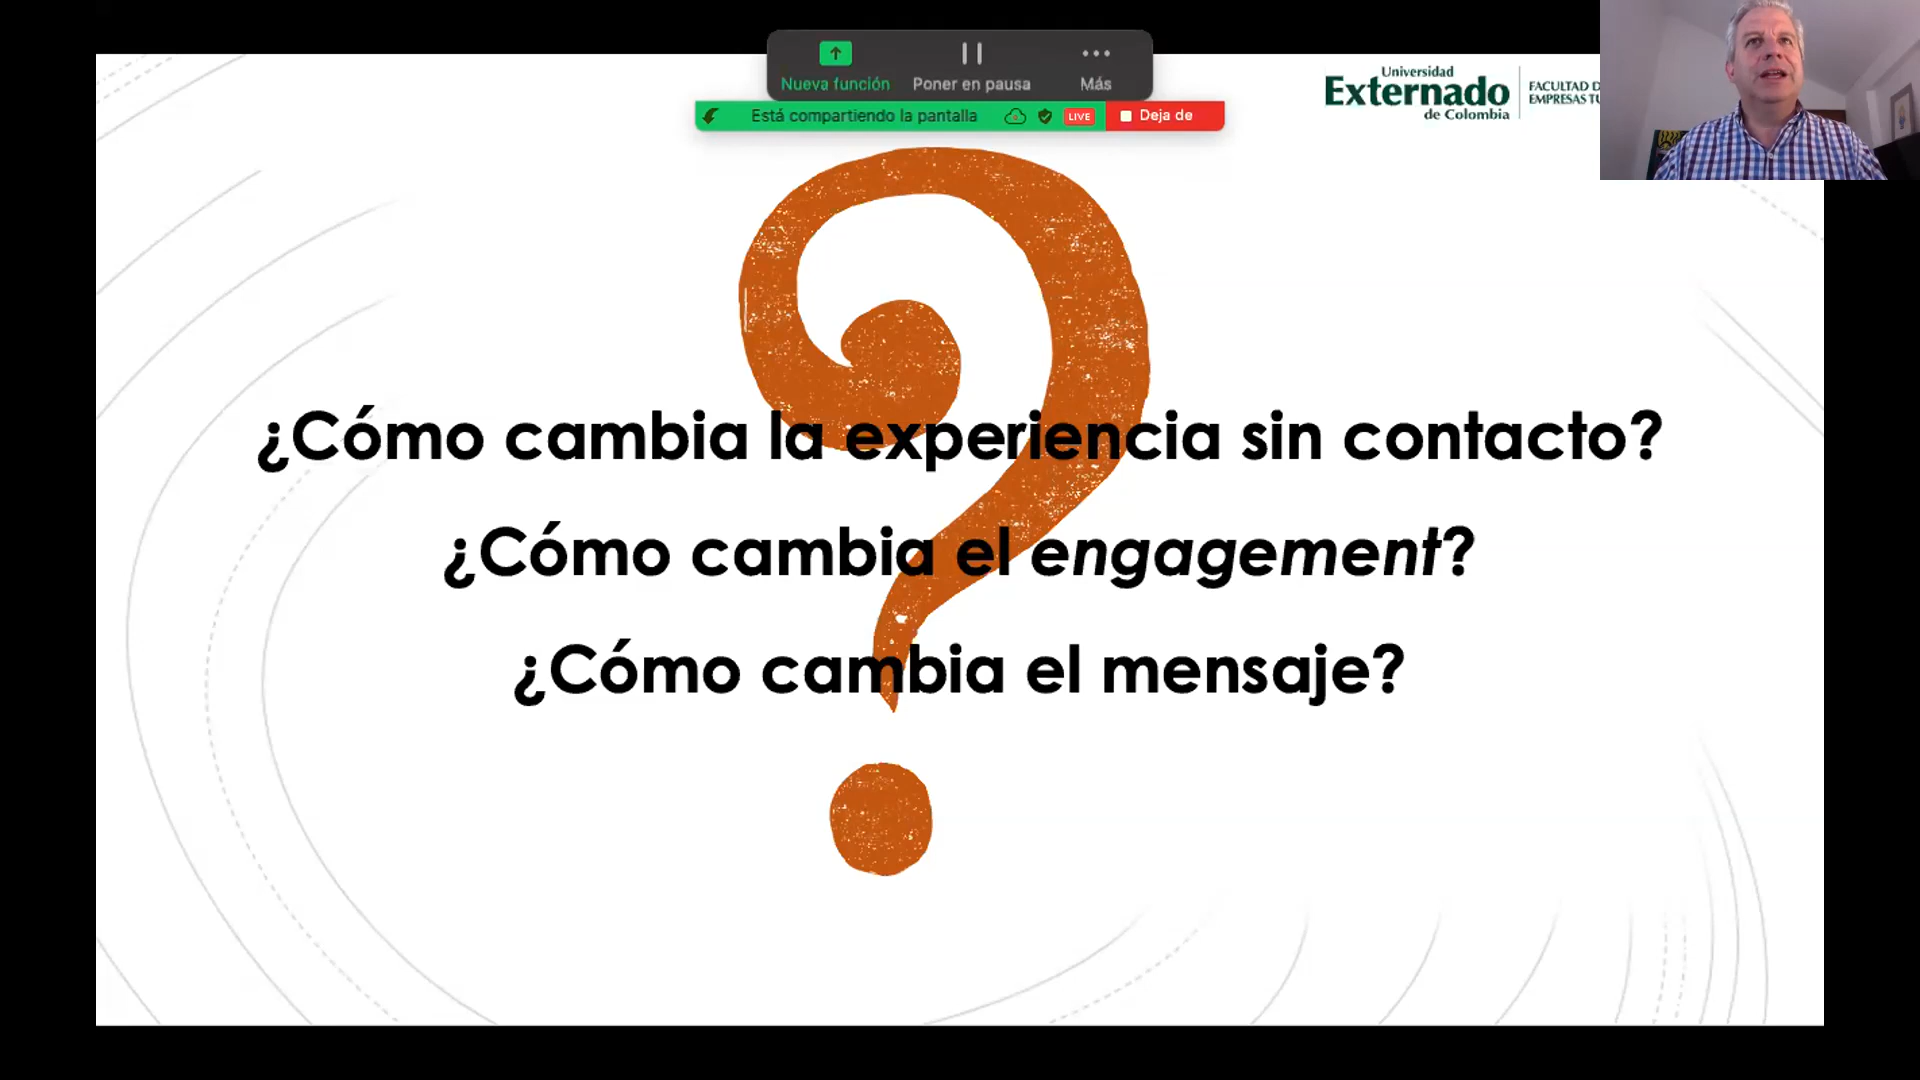 Nueva función
Poner en pausa
Más
Está compartiendo la pantalla
LIVE
Deja de
Universidad
Externado
de Colombia
FACULTAD D
EMPRESAS TU
¿Cómo cambia la experiencia sin contacto?
¿Cómo cambia el engagement?
¿Cómo cambia el mensaje?